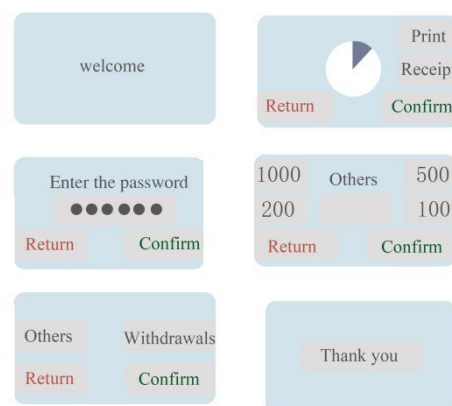 welcome
Print
Receip
Return Confirm
Enter the password
Return Confirm
1000 Others 500
200 100
Return Confirm
Others Withdrawals
Return Confirm
Thank you